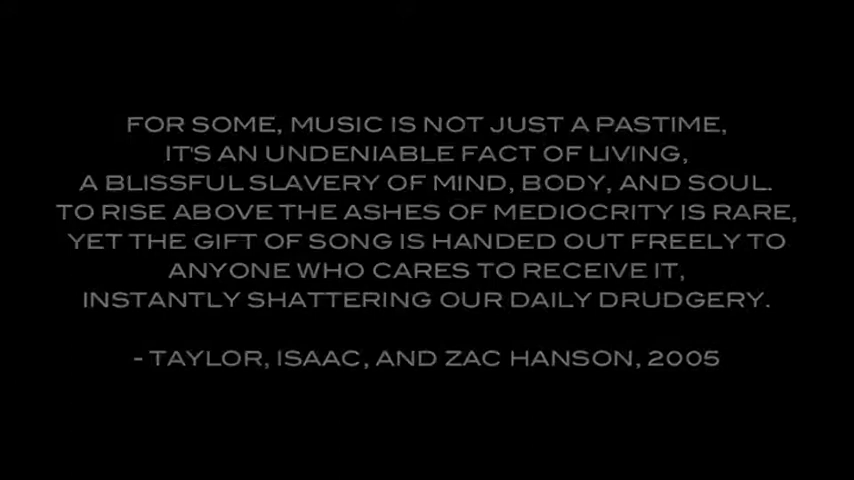 FOR SOME, MUSIC IS NOT JUST A PASTIME,
IT'S AN UNDENIABLE FACT OF LIVING,
A BLISSFUL SLAVERY OF MIND, BODY, AND SOUL.
TO RISE ABOVE THE ASHES OF MEDIOCRITY IS RARE,
YET THE GIFT OF SONG IS HANDED OUT FREELY TO
ANYONE WHO CARES TO RECEIVE IT,
INSTANTLY SHATTERING OUR DAILY DRUDGERY.
- TAYLOR, ISAAC, AND ZAC HANSON, 2005